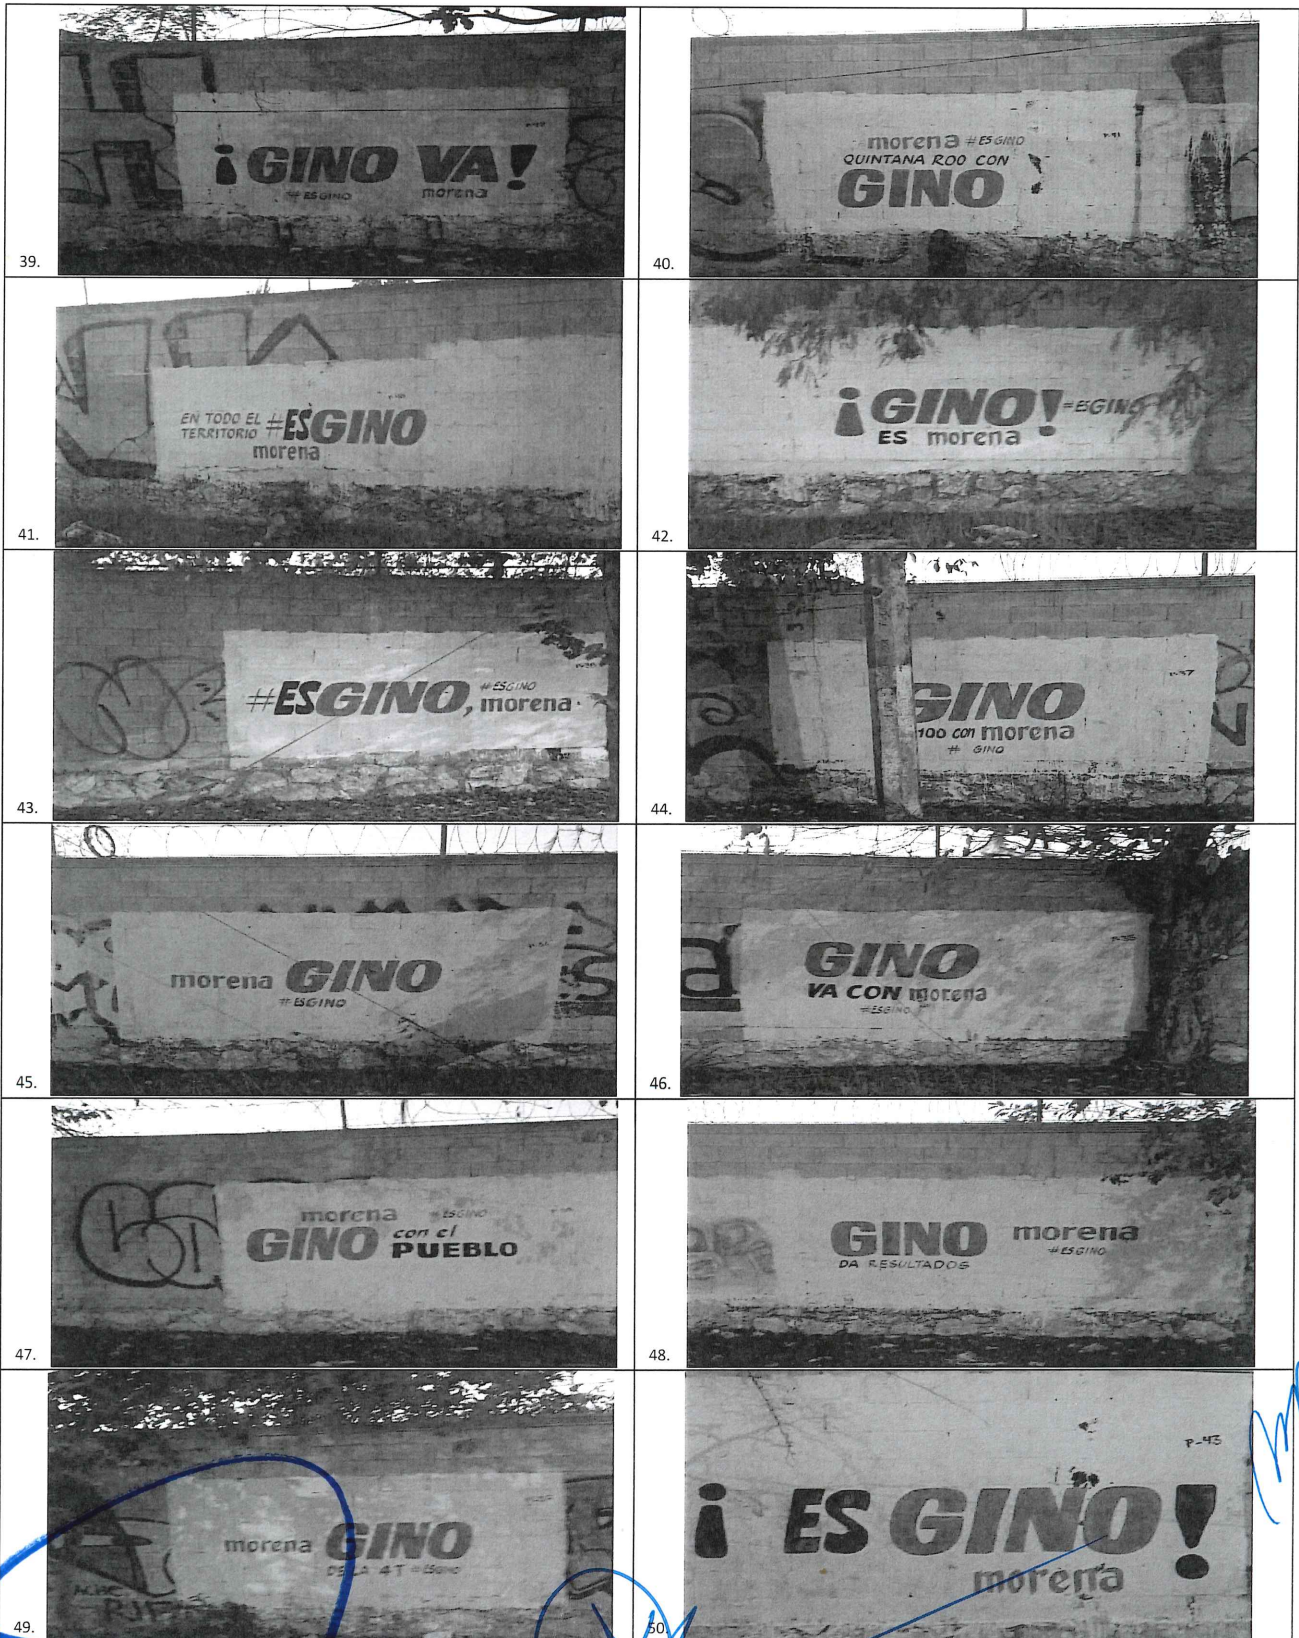 39.
¡GINO VA!
#ESGINO morena
40.
morena #ESGINO
QUINTANA ROO CON
GINO
41.
EN TODO EL
TERRITORIO #ESGINO
morena
42.
¡GINO! #ESGINO
ES morena
43.
#ESGINO, #ESGINO
morena
44.
GINO
100 con morena
# GINO
45.
morena GINO
#ESGINO
46.
GINO
VA CON morena
#ESGINO
47.
morena #ESGINO
GINO con el
PUEBLO
48.
GINO morena
#ESGINO
DA RESULTADOS
49.
morena GINO
DE LA 4T #ESGINO
50.
P-43
¡ES GINO!
morena